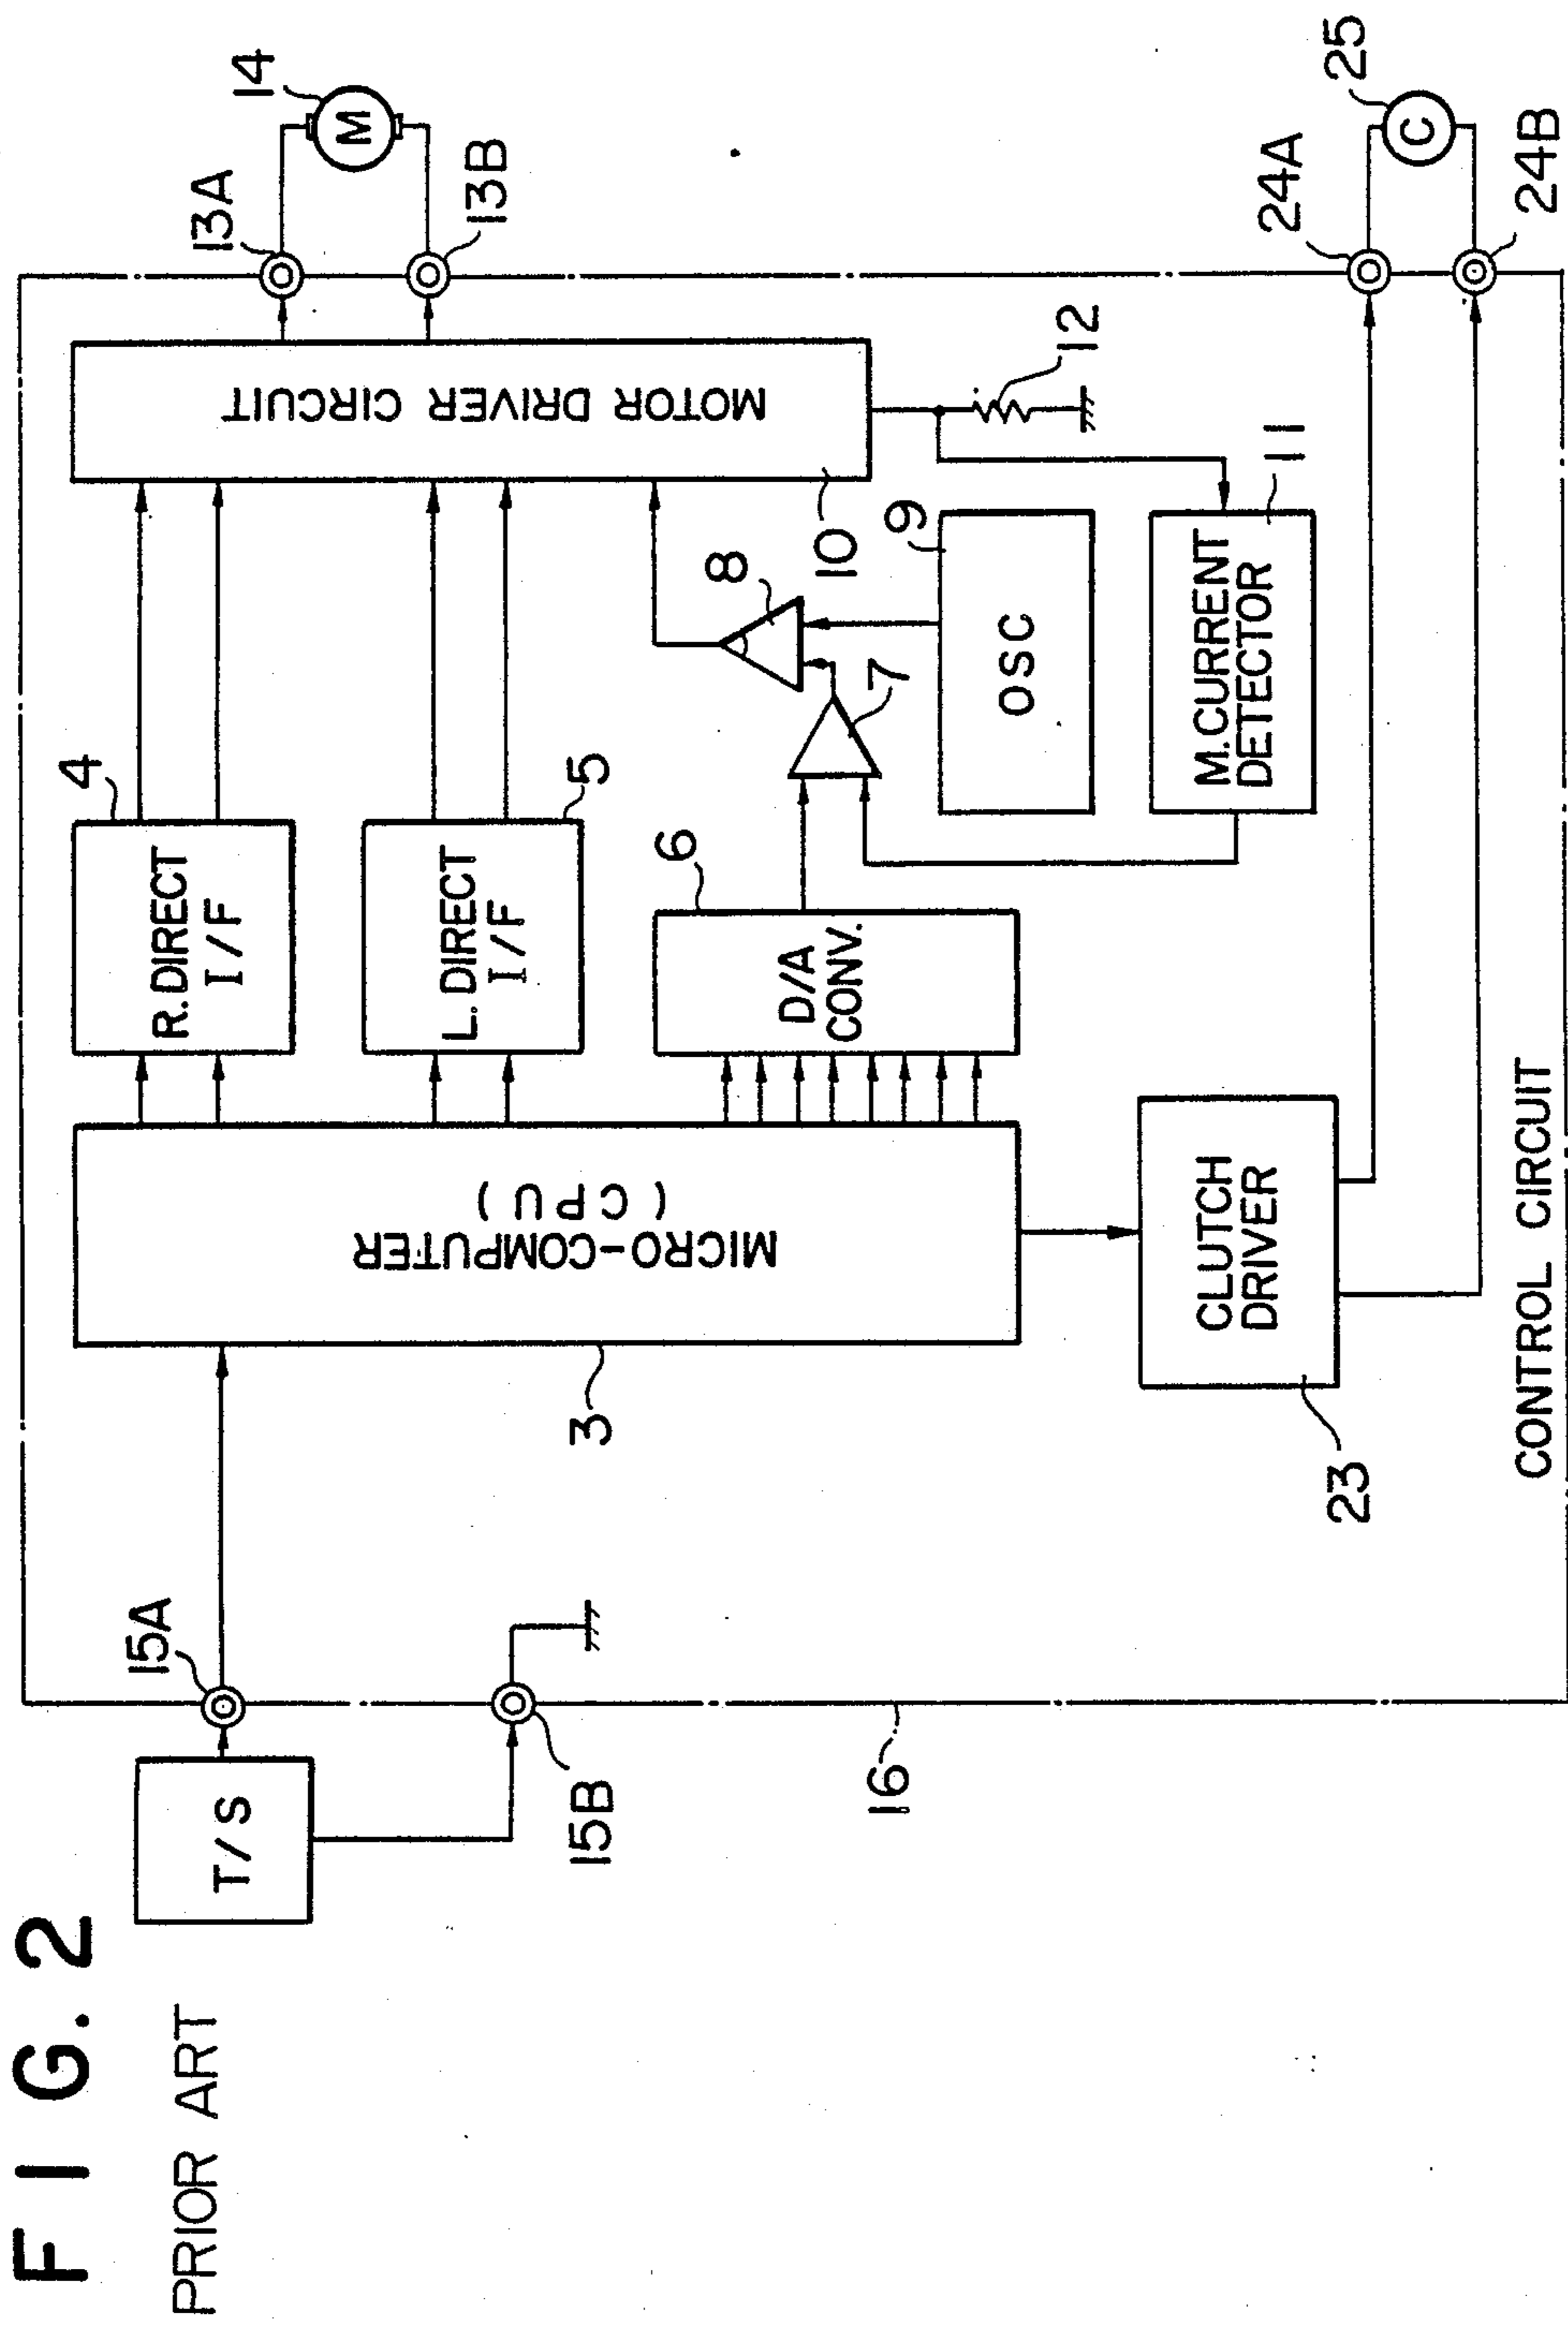 FIG. 2
PRIOR ART
T/S
15A
15B
16
3
MICRO-COMPUTER
(CPU)
4
R. DIRECT
I/F
5
L. DIRECT
I/F
6
D/A
CONV.
7
8
9
OSC
10
MOTOR DRIVER CIRCUIT
11
M. CURRENT
DETECTOR
12
13A
13B
14
M
23
CLUTCH
DRIVER
24A
24B
25
C
CONTROL CIRCUIT